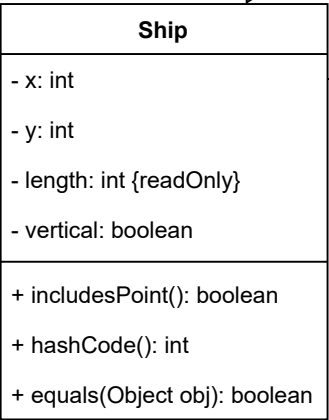 Ship
- x: int
- y: int
- length: int {readOnly}
- vertical: boolean
+ includesPoint(): boolean
+ hashCode(): int
+ equals(Object obj): boolean